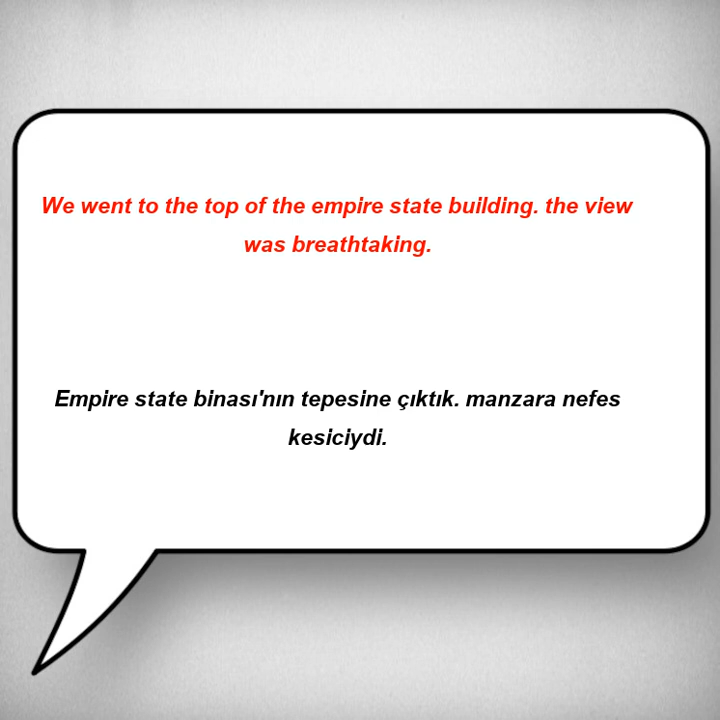 We went to the top of the empire state building. the view
was breathtaking.
Empire state binası'nın tepesine çıktık. manzara nefes
kesiciydi.